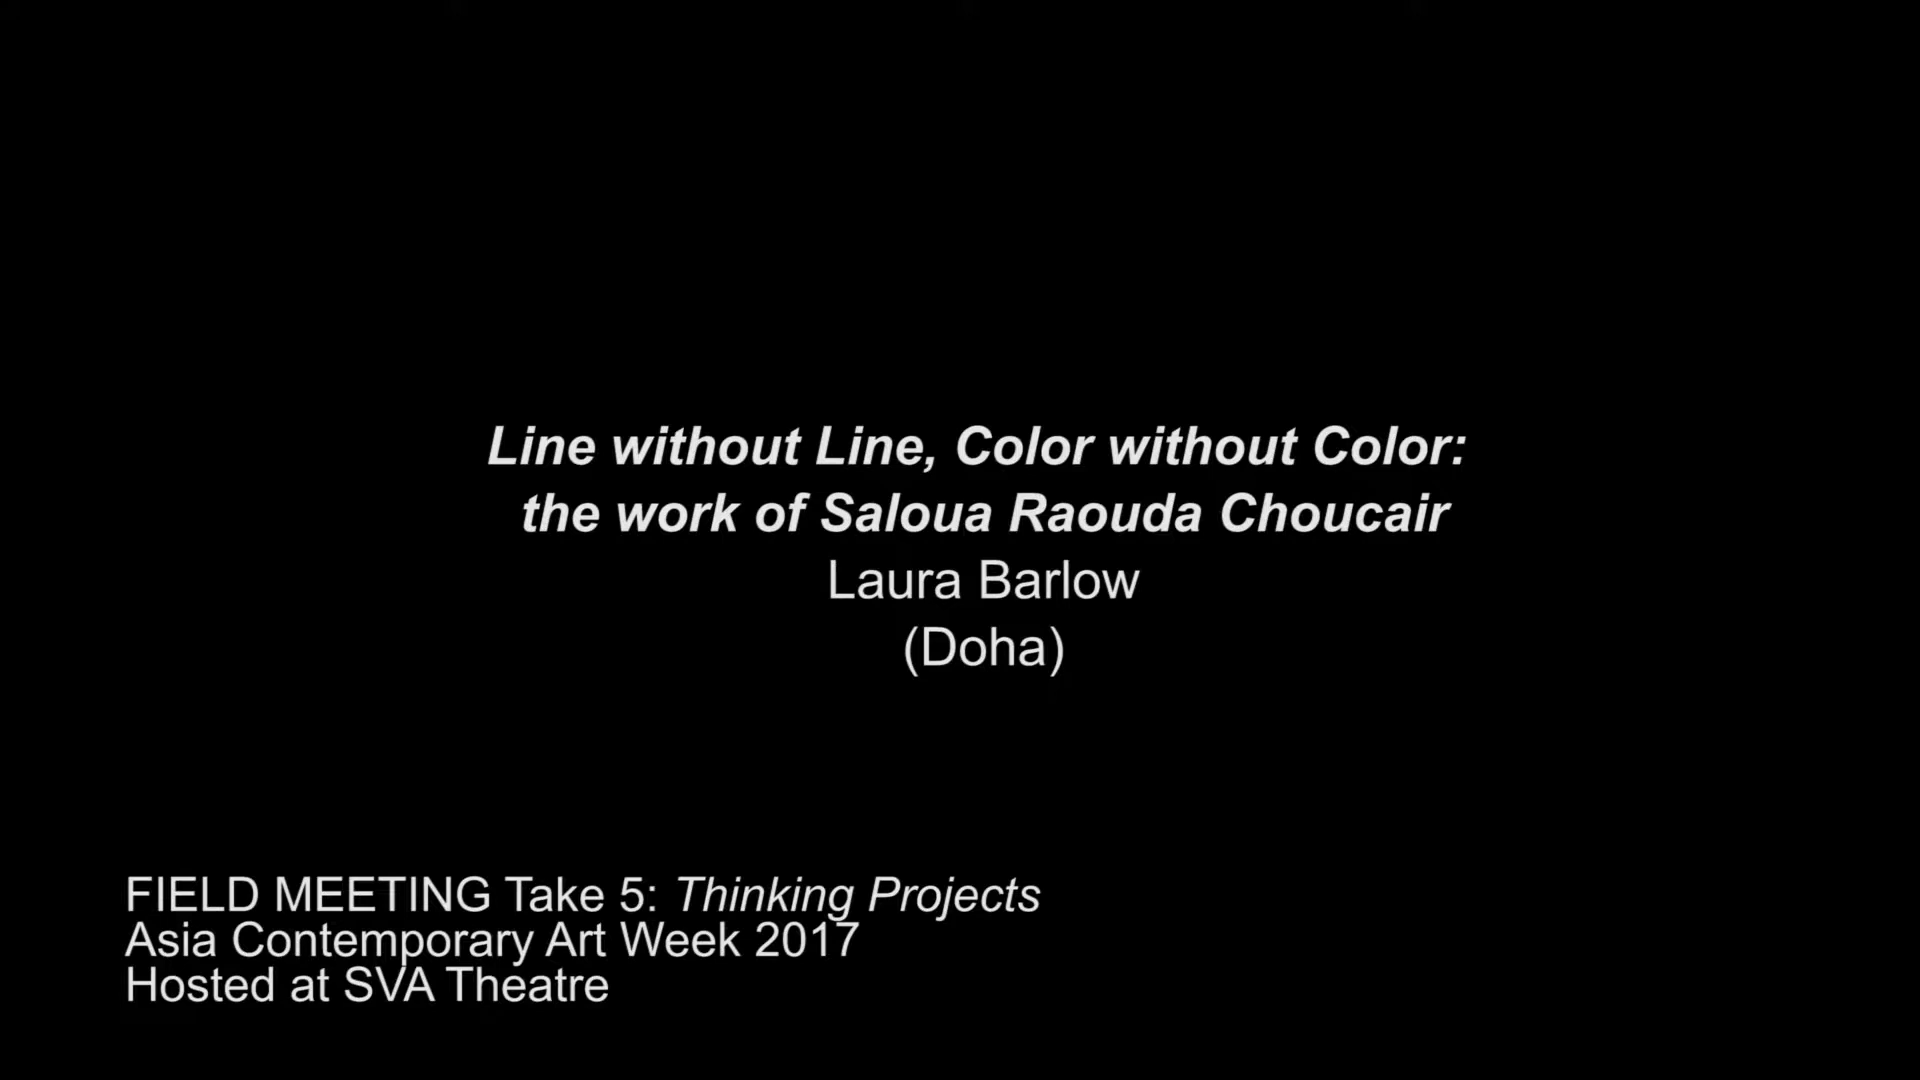 Line without Line, Color without Color:
the work of Saloua Raouda Choucair
Laura Barlow
(Doha)
FIELD MEETING Take 5: Thinking Projects
Asia Contemporary Art Week 2017
Hosted at SVA Theatre